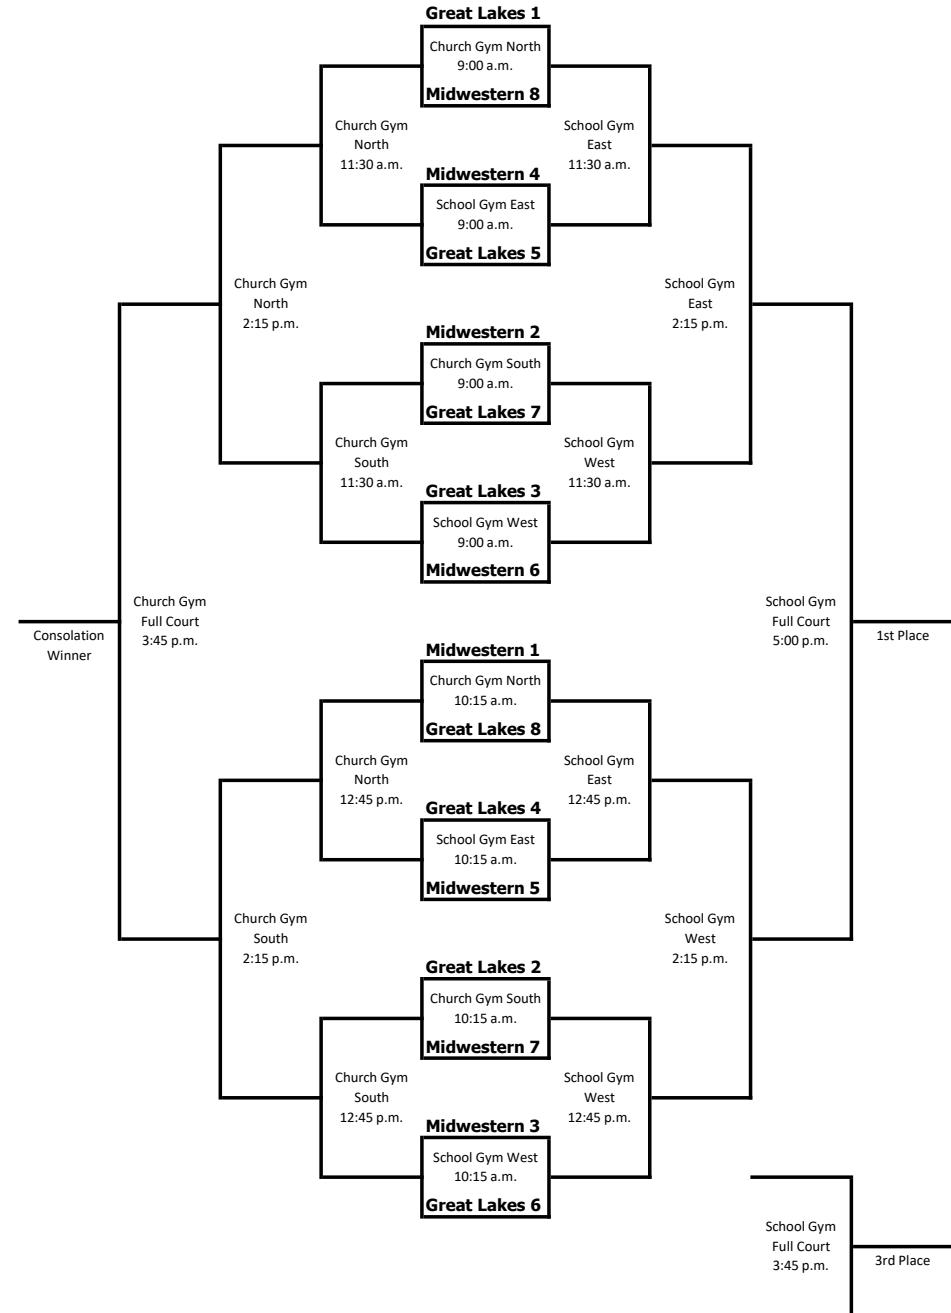 Great Lakes 1
Church Gym North
9:00 a.m.
Midwestern 8
Church Gym
North
11:30 a.m.
School Gym
East
11:30 a.m.
Midwestern 4
School Gym East
9:00 a.m.
Great Lakes 5
Church Gym
North
2:15 p.m.
School Gym
East
2:15 p.m.
Midwestern 2
Church Gym South
9:00 a.m.
Great Lakes 7
Church Gym
South
11:30 a.m.
School Gym
West
11:30 a.m.
Great Lakes 3
School Gym West
9:00 a.m.
Midwestern 6
Church Gym
Full Court
3:45 p.m.
School Gym
Full Court
5:00 p.m.
Consolation
Winner
1st Place
Midwestern 1
Church Gym North
10:15 a.m.
Great Lakes 8
Church Gym
North
12:45 p.m.
School Gym
East
12:45 p.m.
Great Lakes 4
School Gym East
10:15 a.m.
Midwestern 5
Church Gym
South
2:15 p.m.
School Gym
West
2:15 p.m.
Great Lakes 2
Church Gym South
10:15 a.m.
Midwestern 7
Church Gym
South
12:45 p.m.
School Gym
West
12:45 p.m.
Midwestern 3
School Gym West
10:15 a.m.
Great Lakes 6
School Gym
Full Court
3:45 p.m.
3rd Place